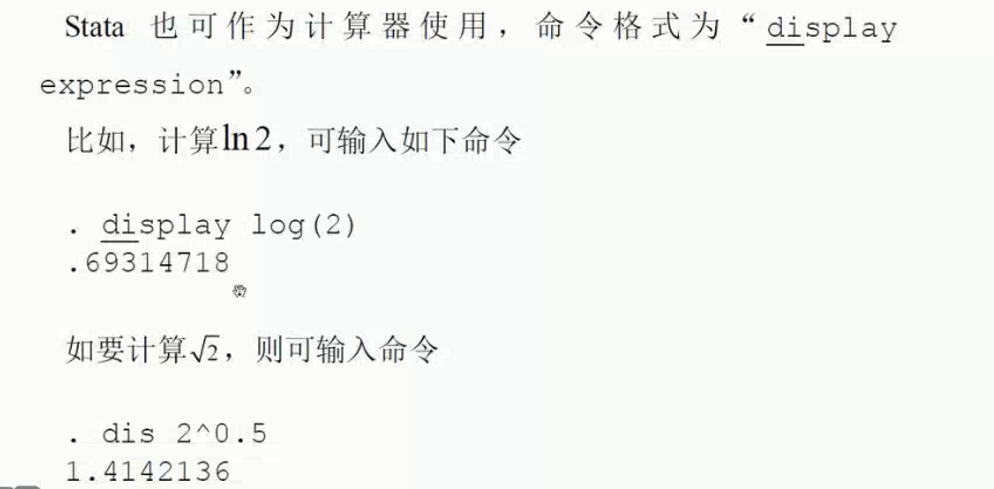 Stata 也可作为计算器使用，命令格式为“display
expression”。
比如，计算ln2，可输入如下命令
. display log(2)
.69314718
如要计算√2，则可输入命令
. dis 2^0.5
1.4142136